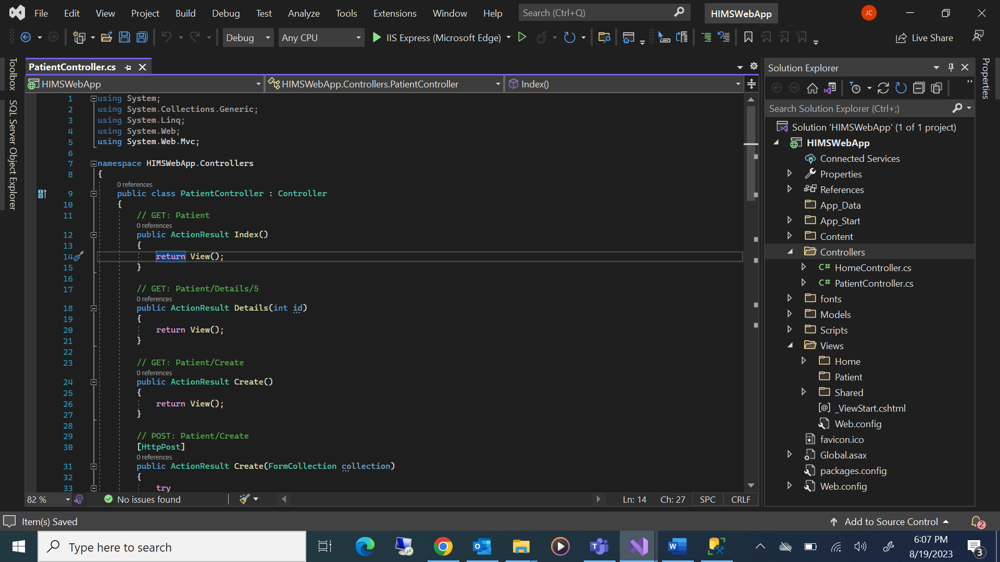 File Edit View Project Build Debug Test Analyze Tools Extensions Window Help Search (Ctrl+Q) HIMSWebApp JC
Debug Any CPU IIS Express (Microsoft Edge) Live Share
Toolbox
SQL Server Object Explorer
PatientController.cs
HIMSWebApp HIMSWebApp.Controllers.PatientController Index()
1 using System;
2 using System.Collections.Generic;
3 using System.Linq;
4 using System.Web;
5 using System.Web.Mvc;
6
7 namespace HIMSWebApp.Controllers
8 {
0 references
9 public class PatientController : Controller
10 {
11 // GET: Patient
0 references
12 public ActionResult Index()
13 {
14 return View();
15 }
16
17 // GET: Patient/Details/5
0 references
18 public ActionResult Details(int id)
19 {
20 return View();
21 }
22
23 // GET: Patient/Create
0 references
24 public ActionResult Create()
25 {
26 return View();
27 }
28
29 // POST: Patient/Create
30 [HttpPost]
0 references
31 public ActionResult Create(FormCollection collection)
32 {
33 try
82 % No issues found Ln: 14 Ch: 27 SPC CRLF
Solution Explorer
Search Solution Explorer (Ctrl+;)
Solution 'HIMSWebApp' (1 of 1 project)
HIMSWebApp
Connected Services
Properties
References
App_Data
App_Start
Content
Controllers
C# HomeController.cs
C# PatientController.cs
fonts
Models
Scripts
Views
Home
Patient
Shared
[@] _ViewStart.cshtml
Web.config
favicon.ico
Global.asax
packages.config
Web.config
Properties
Item(s) Saved Add to Source Control 2
Type here to search
6:07 PM
8/19/2023
3